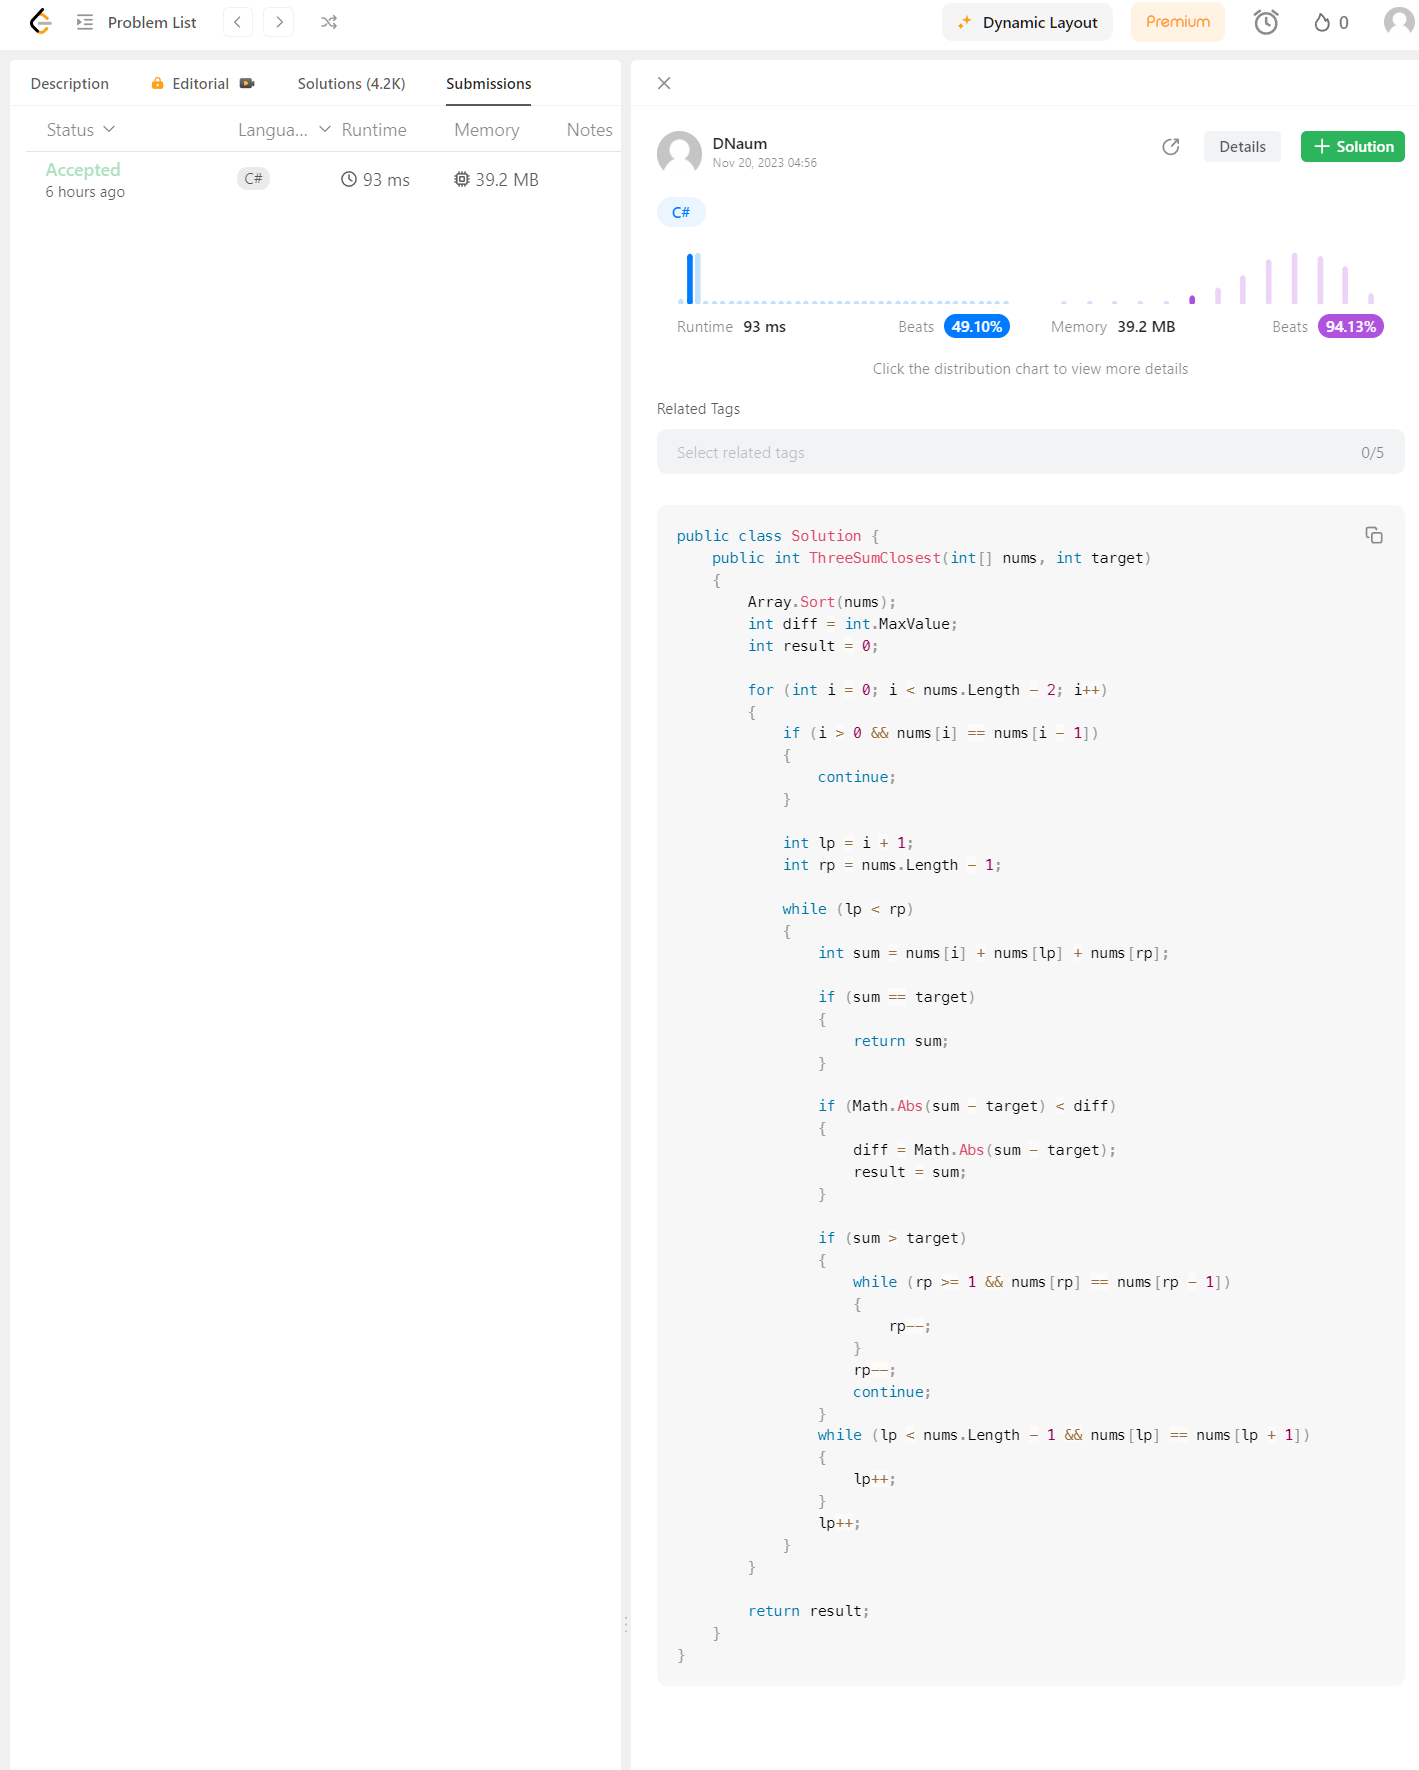 Problem List
Dynamic Layout
Premium
0
Description
Editorial
Solutions (4.2K)
Submissions
Status
Langua...
Runtime
Memory
Notes
Accepted
6 hours ago
C#
93 ms
39.2 MB
DNaum
Nov 20, 2023 04:56
Details
Solution
C#
Runtime 93 ms
Beats 49.10%
Memory 39.2 MB
Beats 94.13%
Click the distribution chart to view more details
Related Tags
Select related tags
0/5
public class Solution {
    public int ThreeSumClosest(int[] nums, int target)
    {
        Array.Sort(nums);
        int diff = int.MaxValue;
        int result = 0;

        for (int i = 0; i < nums.Length - 2; i++)
        {
            if (i > 0 && nums[i] == nums[i - 1])
            {
                continue;
            }

            int lp = i + 1;
            int rp = nums.Length - 1;

            while (lp < rp)
            {
                int sum = nums[i] + nums[lp] + nums[rp];

                if (sum == target)
                {
                    return sum;
                }

                if (Math.Abs(sum - target) < diff)
                {
                    diff = Math.Abs(sum - target);
                    result = sum;
                }

                if (sum > target)
                {
                    while (rp >= 1 && nums[rp] == nums[rp - 1])
                    {
                        rp--;
                    }
                    rp--;
                    continue;
                }
                while (lp < nums.Length - 1 && nums[lp] == nums[lp + 1])
                {
                    lp++;
                }
                lp++;
            }
        }

        return result;
    }
}